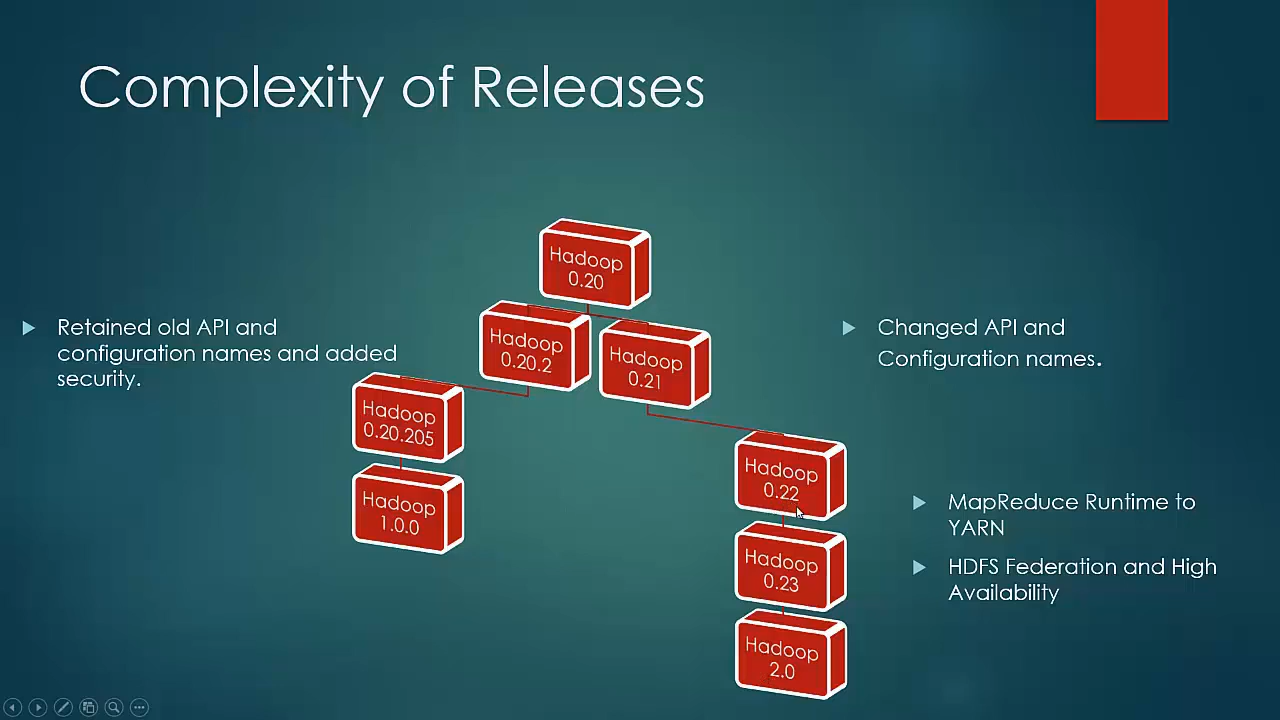 Complexity of Releases
Hadoop
0.20
Hadoop
0.20.2
Hadoop
0.21
Retained old API and
configuration names and added
security.
Changed API and
Configuration names.
Hadoop
0.20.205
Hadoop
1.0.0
Hadoop
0.22
Hadoop
0.23
Hadoop
2.0
MapReduce Runtime to
YARN
HDFS Federation and High
Availability